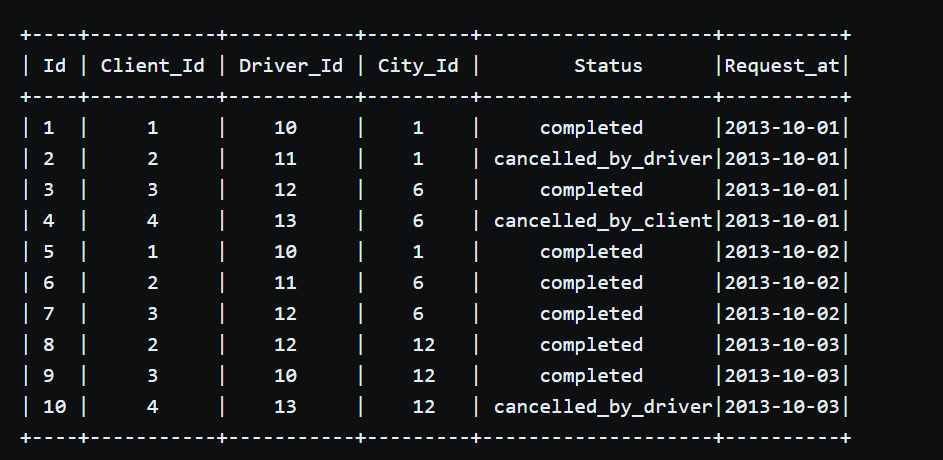 +----+-----------+-----------+---------+--------------------+----------+
| Id | Client_Id | Driver_Id | City_Id |        Status      |Request_at|
+----+-----------+-----------+---------+--------------------+----------+
| 1  |     1     |    10     |    1    |     completed      |2013-10-01|
| 2  |     2     |    11     |    1    | cancelled_by_driver|2013-10-01|
| 3  |     3     |    12     |    6    |     completed      |2013-10-01|
| 4  |     4     |    13     |    6    | cancelled_by_client|2013-10-01|
| 5  |     1     |    10     |    1    |     completed      |2013-10-02|
| 6  |     2     |    11     |    6    |     completed      |2013-10-02|
| 7  |     3     |    12     |    6    |     completed      |2013-10-02|
| 8  |     2     |    12     |    12   |     completed      |2013-10-03|
| 9  |     3     |    10     |    12   |     completed      |2013-10-03|
| 10 |     4     |    13     |    12   | cancelled_by_driver|2013-10-03|
+----+-----------+-----------+---------+--------------------+----------+